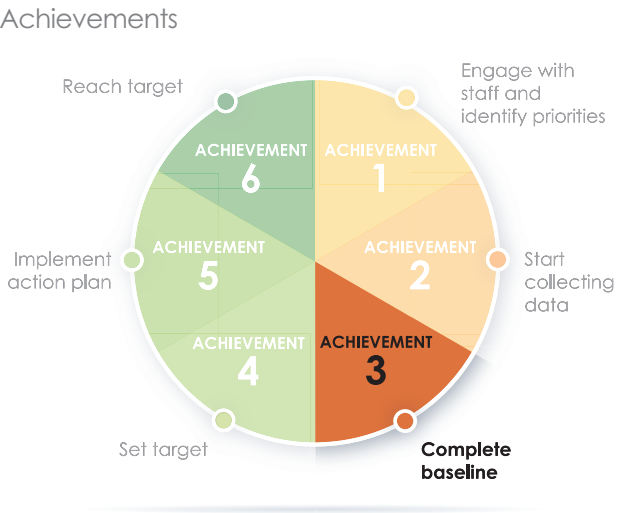 Achievements
Reach target
Engage with
staff and
identify priorities
ACHIEVEMENT
6
ACHIEVEMENT
1
Implement
action plan
ACHIEVEMENT
5
ACHIEVEMENT
2
Start
collecting
data
ACHIEVEMENT
4
ACHIEVEMENT
3
Set target
Complete
baseline